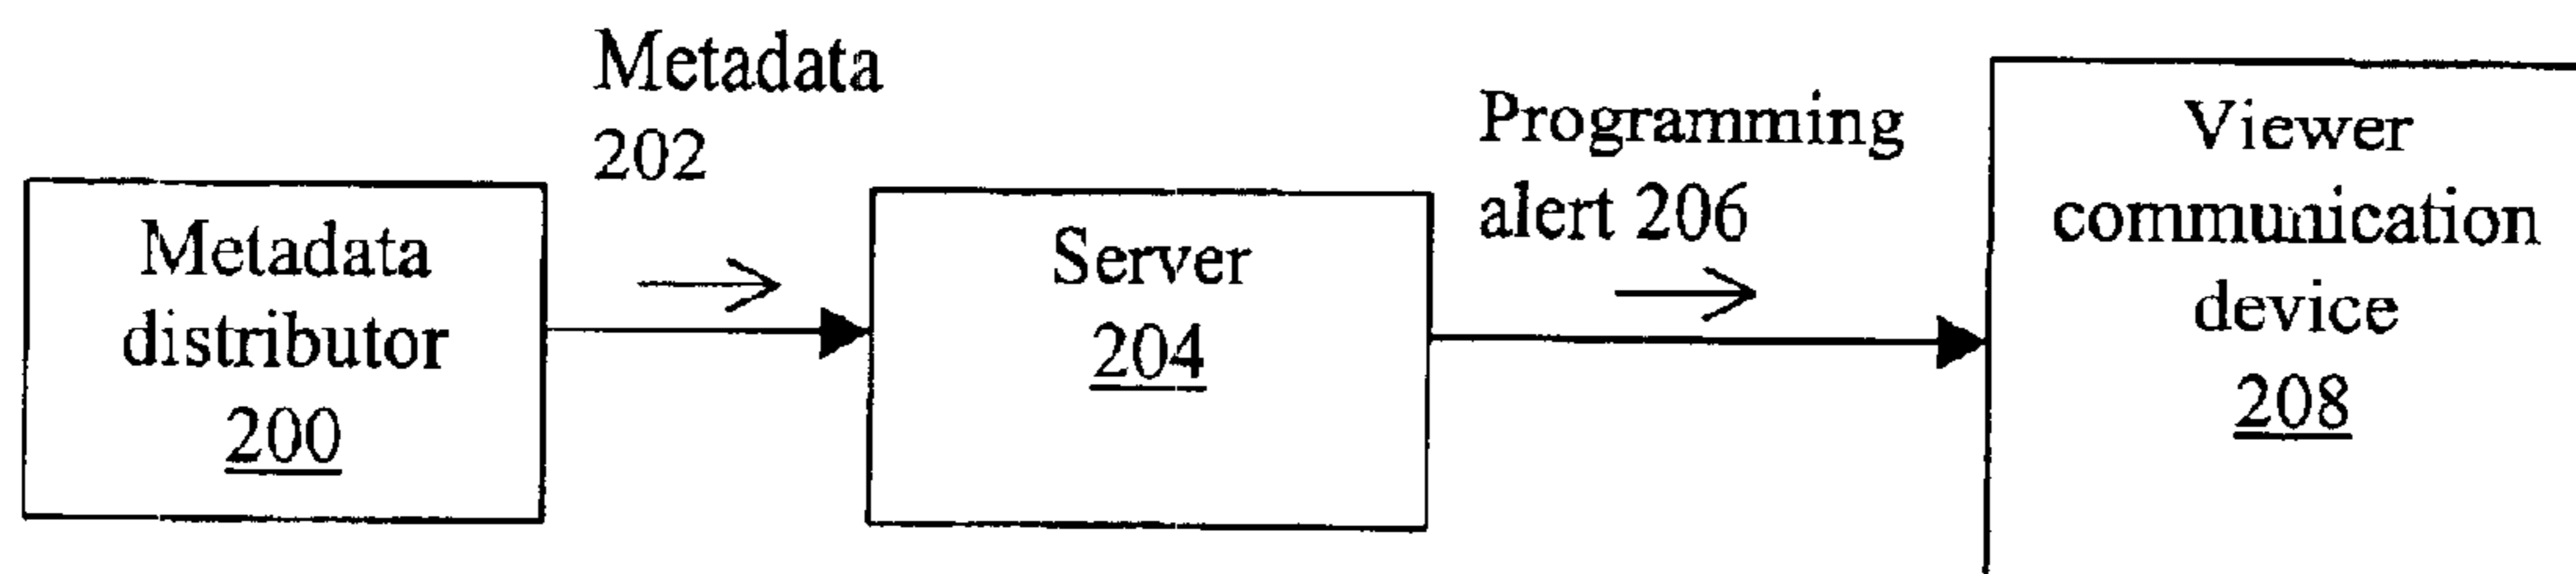 Metadata
distributor
200
Metadata
202
Server
204
Programming
alert 206
Viewer
communication
device
208